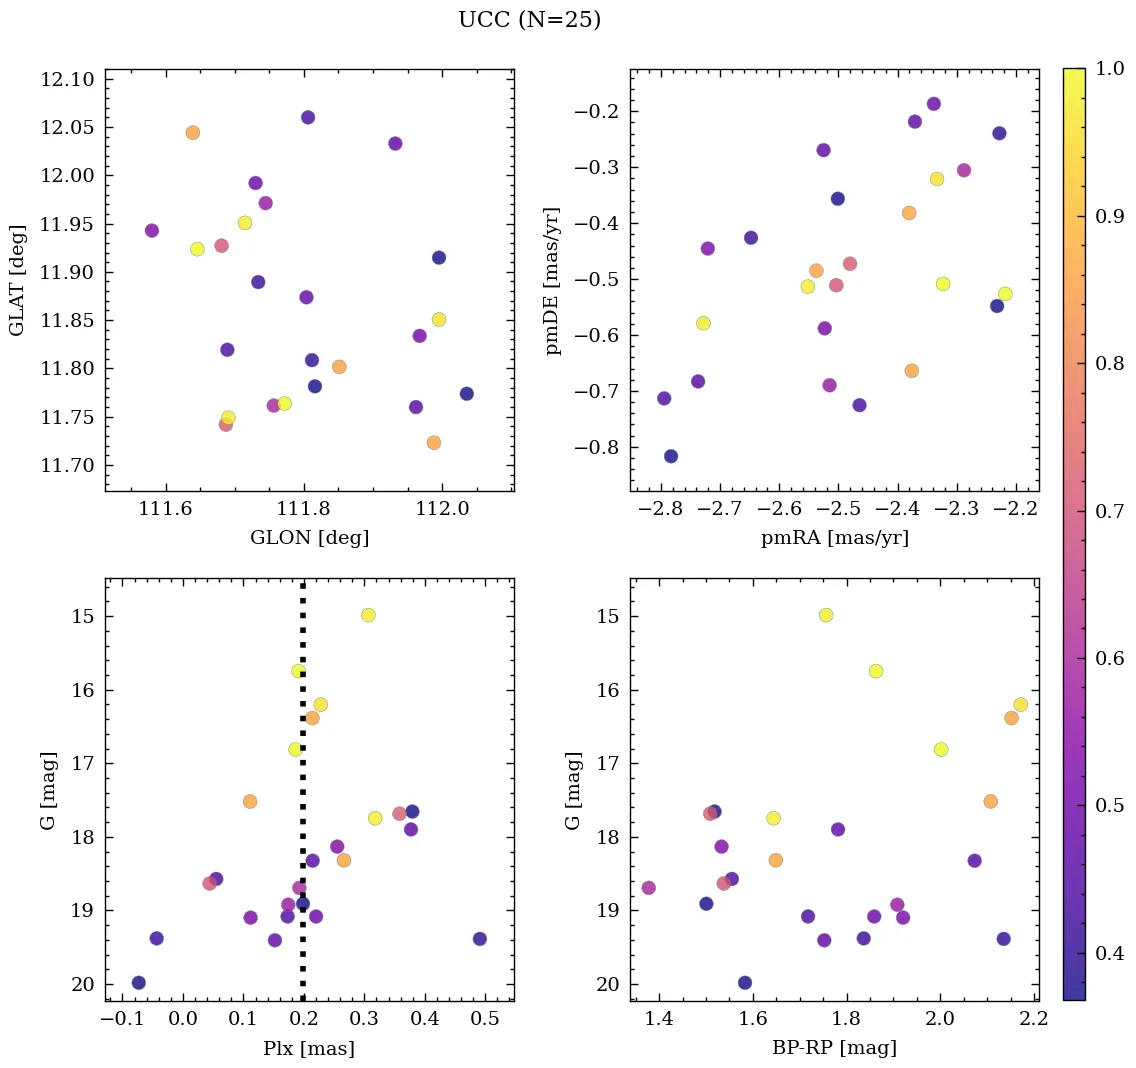 UCC (N=25)
12.10
12.05
12.00
11.95
11.90
11.85
11.80
11.75
11.70
GLAT [deg]
111.6 111.8 112.0
GLON [deg]
−0.2
−0.3
−0.4
−0.5
−0.6
−0.7
−0.8
pmDE [mas/yr]
−2.8 −2.7 −2.6 −2.5 −2.4 −2.3 −2.2
pmRA [mas/yr]
15
16
17
18
19
20
G [mag]
−0.1 0.0 0.1 0.2 0.3 0.4 0.5
Plx [mas]
15
16
17
18
19
20
G [mag]
1.4 1.6 1.8 2.0 2.2
BP-RP [mag]
1.0
0.9
0.8
0.7
0.6
0.5
0.4